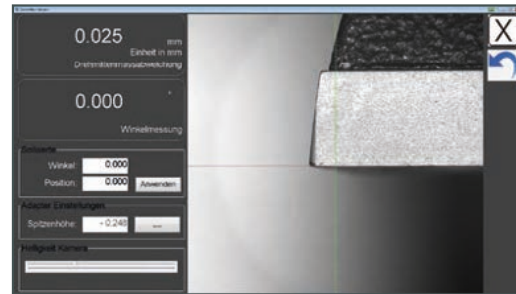 0.025
mm
Einheit in mm
Drehmittenmassabweichung
0.000
°
Winkelmessung
Sollwerte
Winkel: 0.000
Position: 0.000 Anwenden
Adapter Einstellungen
Spitzenhöhe: - 0.248 ...
Helligkeit Kamera
X